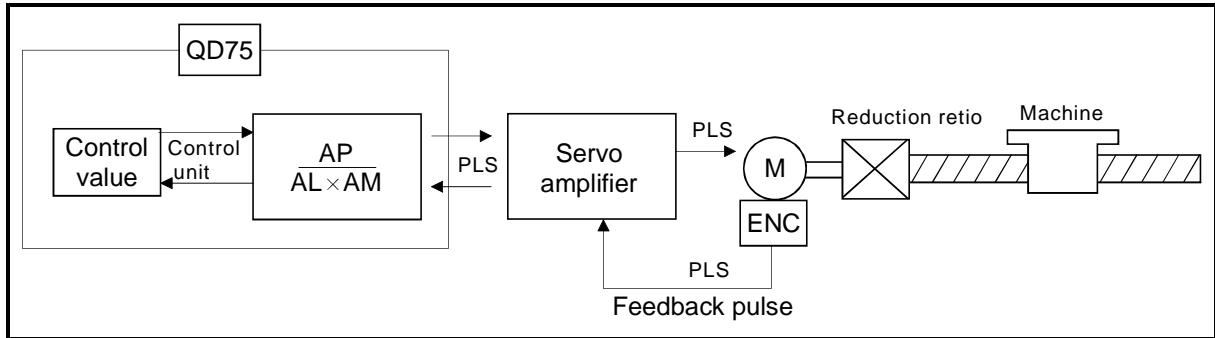 QD75
Control
value
Control
unit
AP
AL × AM
PLS
Servo
amplifier
PLS
M
ENC
Reduction retio
Machine
PLS
Feedback pulse